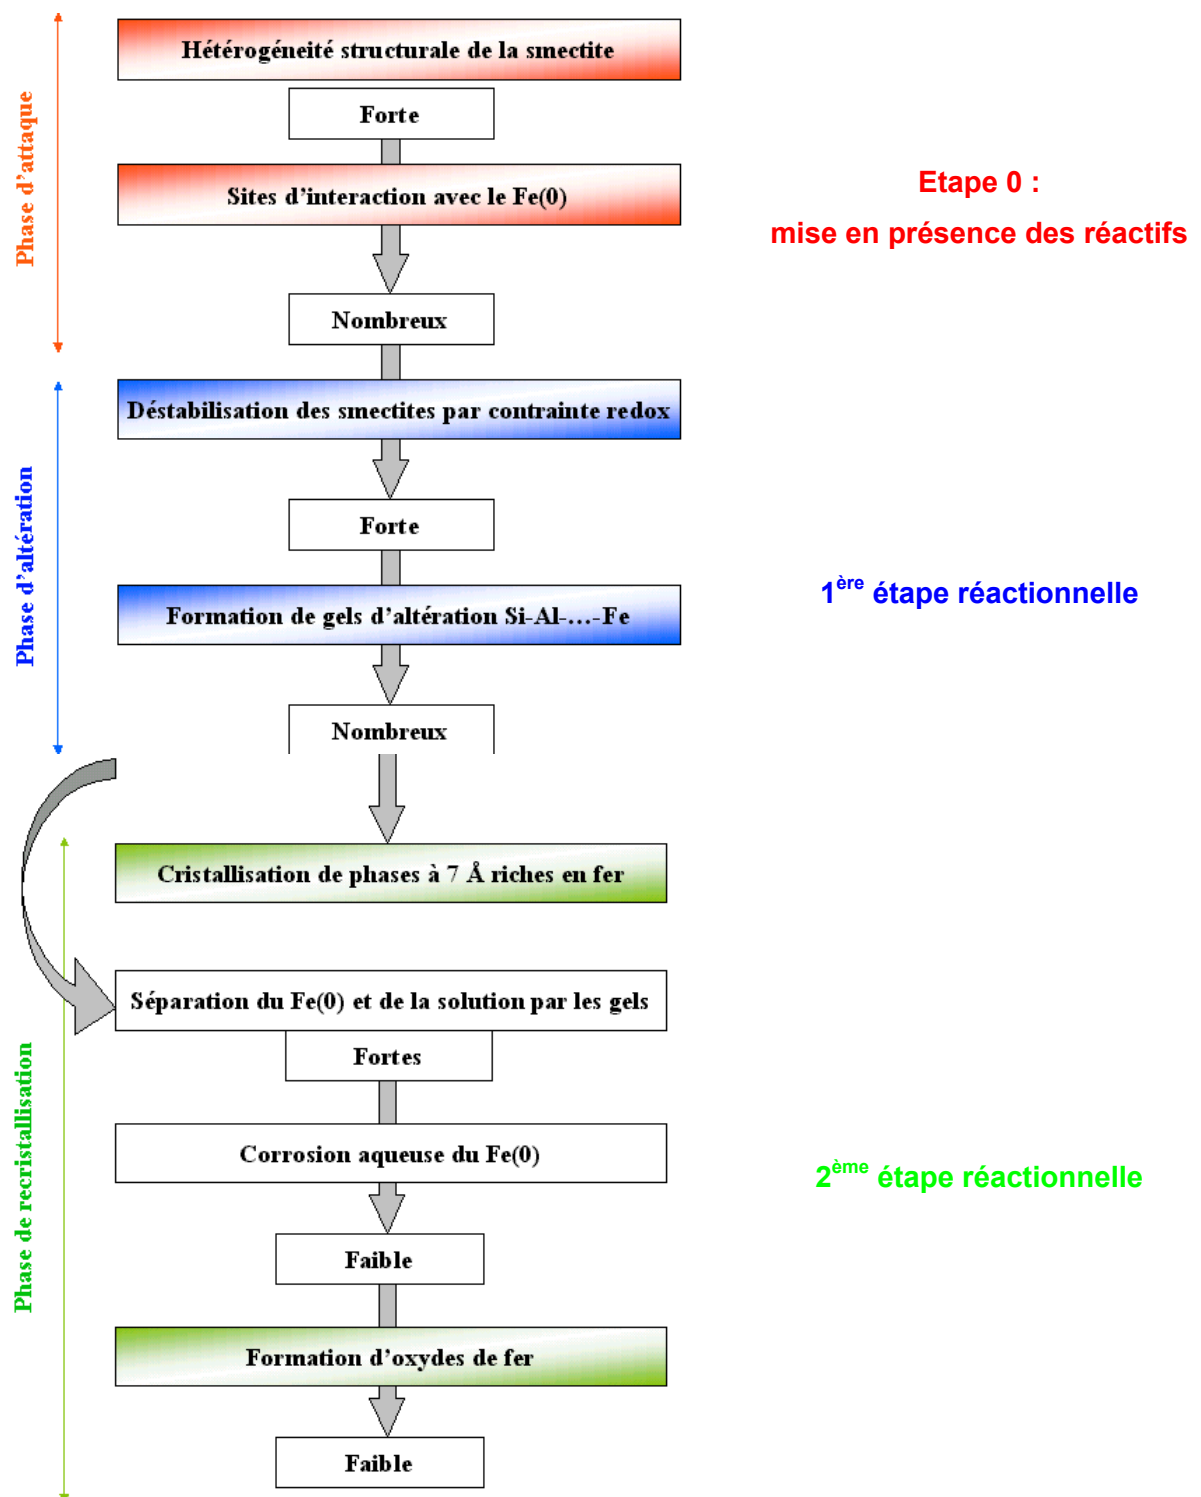 Phase d'attaque
Hétérogéneité structurale de la smectite
Forte
Sites d'interaction avec le Fe(0)
Nombreux
Etape 0 :
mise en présence des réactifs
Phase d'altération
Déstabilisation des smectites par contrainte redox
Forte
Formation de gels d'altération Si-Al-...-Fe
Nombreux
1ère étape réactionnelle
Phase de recristallisation
Cristallisation de phases à 7 Å riches en fer
Séparation du Fe(0) et de la solution par les gels
Fortes
Corrosion aqueuse du Fe(0)
Faible
Formation d'oxydes de fer
Faible
2ème étape réactionnelle